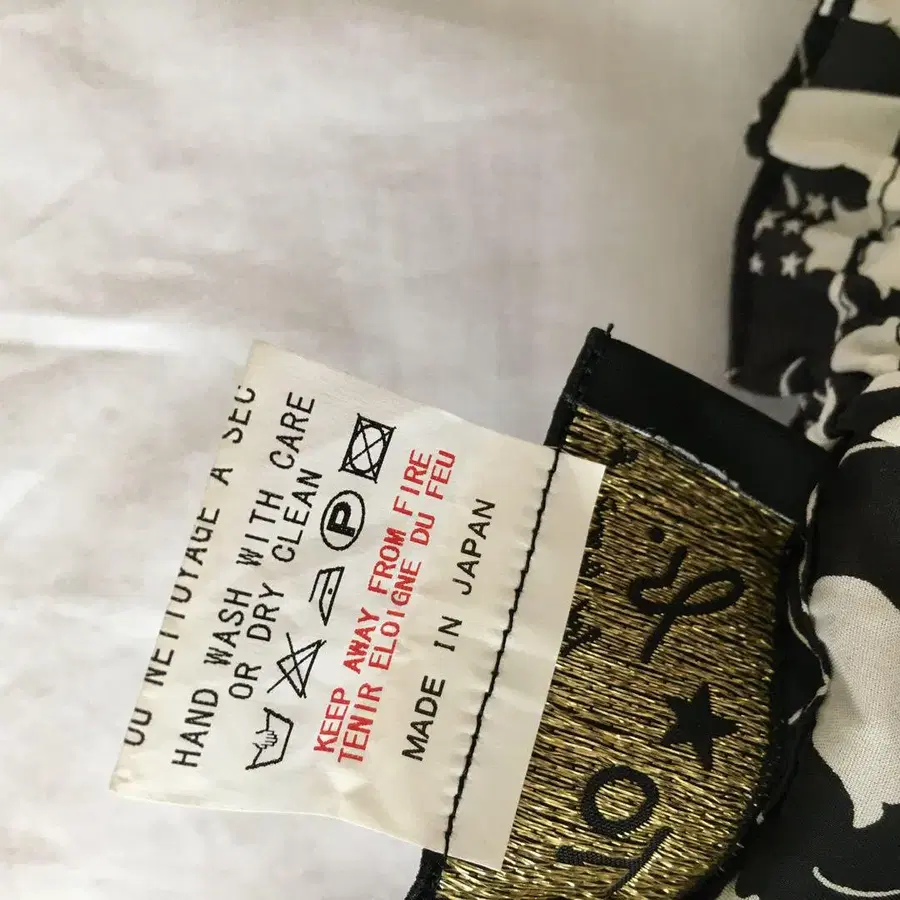 OU NETTOYAGE A SEC
HAND WASH WITH CARE
OR DRY CLEAN
P
KEEP AWAY FROM FIRE
TENIR ELOIGNE DU FEU
MADE IN JAPAN